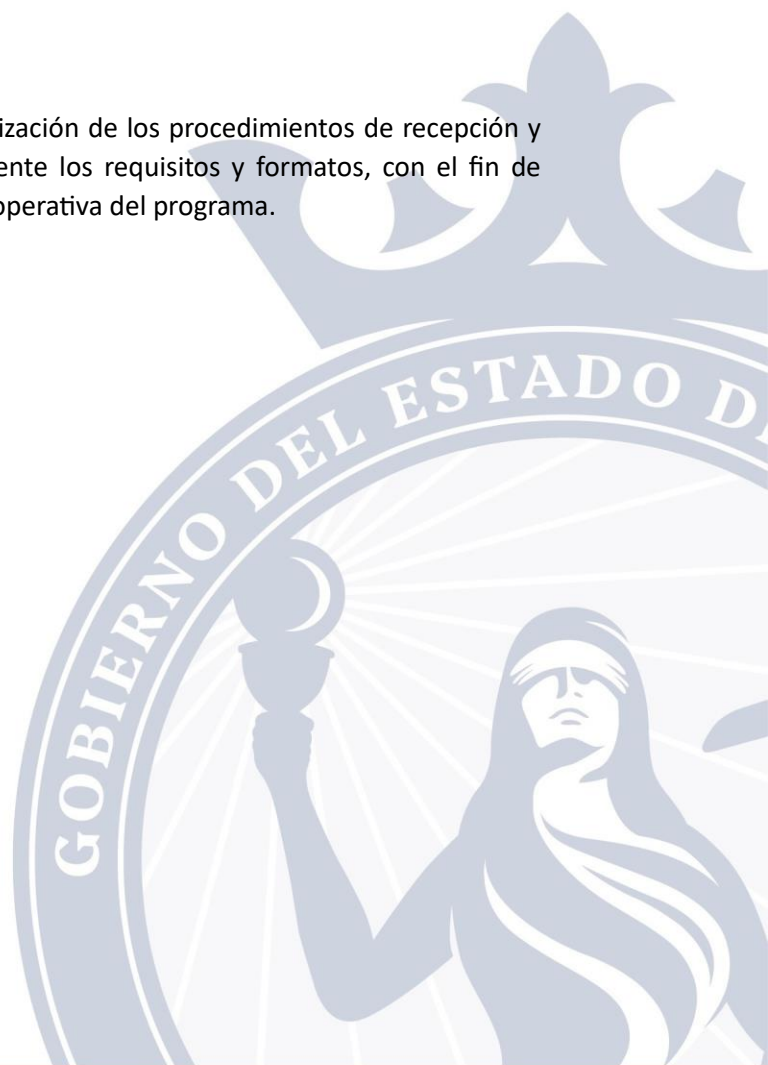 ización de los procedimientos de recepción y
ente los requisitos y formatos, con el fin de
operativa del programa.
GOBIERNO DEL ESTADO D